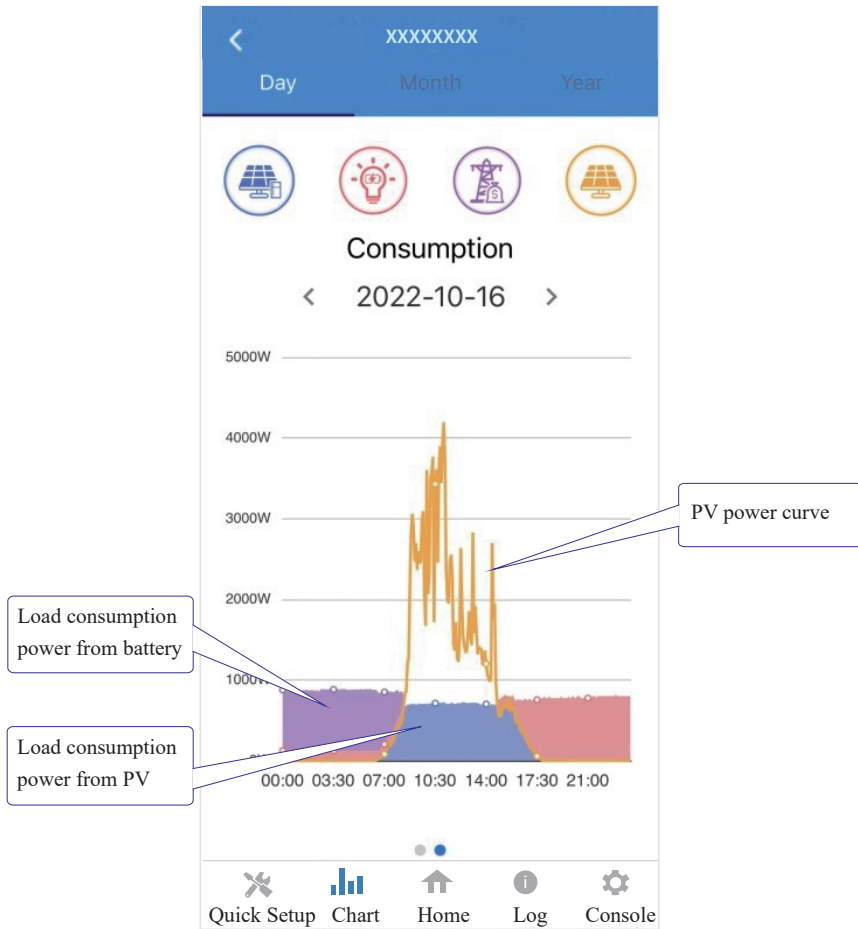 XXXXXXXX
Day Month Year
Consumption
2022-10-16
5000W
4000W
3000W
PV power curve
2000W
Load consumption
power from battery
1000W
Load consumption
power from PV
00:00 03:30 07:00 10:30 14:00 17:30 21:00
Quick Setup Chart Home Log Console